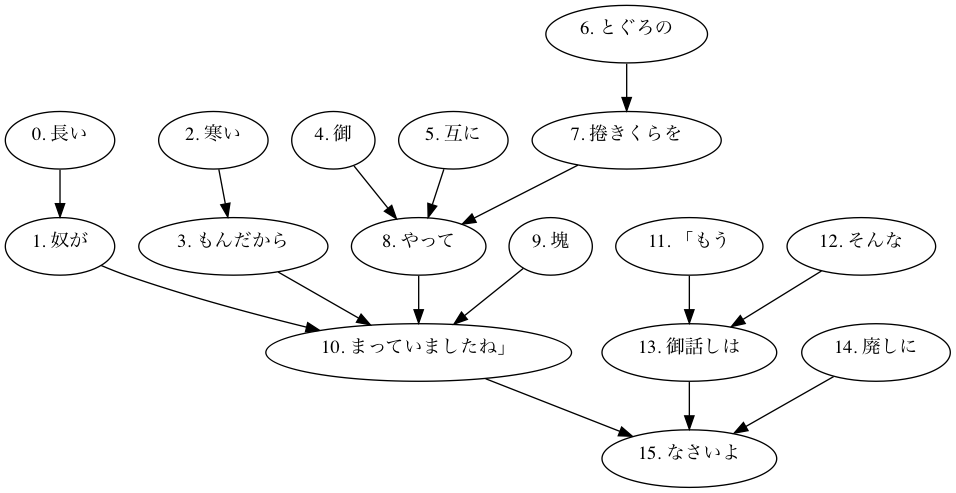 6. とぐろの
0. 長い
2. 寒い
4. 御
5. 互に
7. 捲きくらを
1. 奴が
3. もんだから
8. やって
9. 塊
11. 「もう
12. そんな
10. まっていましたね」
13. 御話しは
14. 廃しに
15. なさいよ